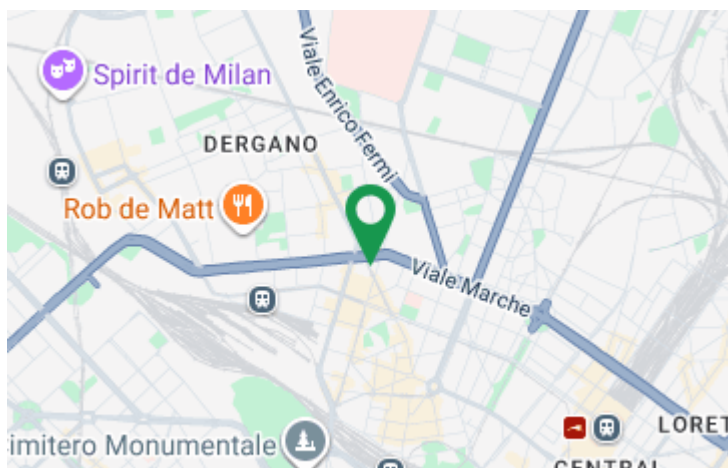 Spirit de Milan
Viale Enrico Fermi
DERGANO
Rob de Matt
Viale Marche
LORET
imitero Monumentale
CENTRAL